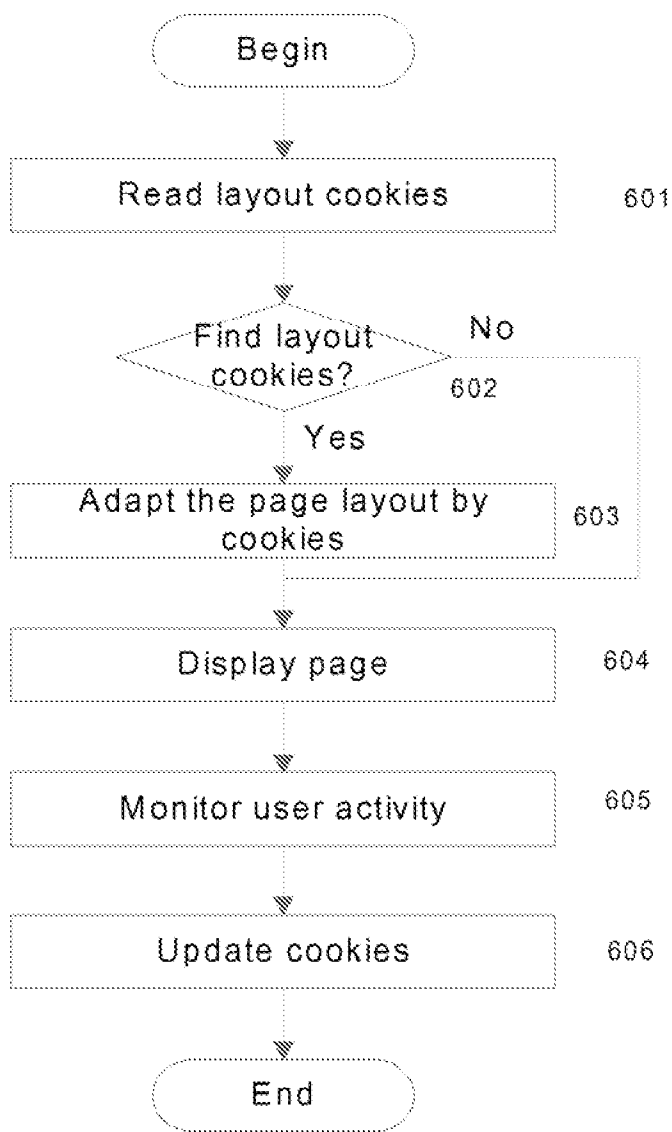 Begin
Read layout cookies
601
Find layout
cookies?
No
602
Yes
Adapt the page layout by
cookies
603
Display page
604
Monitor user activity
605
Update cookies
606
End